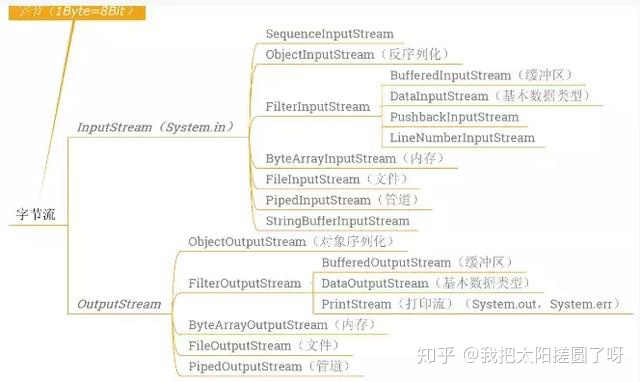 字节（1Byte=8Bit）
SequenceInputStream
ObjectInputStream（反序列化）
BufferedInputStream（缓冲区）
DataInputStream（基本数据类型）
FilterInputStream
PushbackInputStream
InputStream（System.in）
LineNumberInputStream
ByteArrayInputStream（内存）
FileInputStream（文件）
PipedInputStream（管道）
字节流
StringBufferInputStream
ObjectOutputStream（对象序列化）
BufferedOutputStream（缓冲区）
FilterOutputStream
DataOutputStream（基本数据类型）
OutputStream
PrintStream（打印流）（System.out，System.err）
ByteArrayOutputStream（内存）
FileOutputStream（文件）
PipedOutputStream（管道）
知乎 @我把太阳搓圆了呀